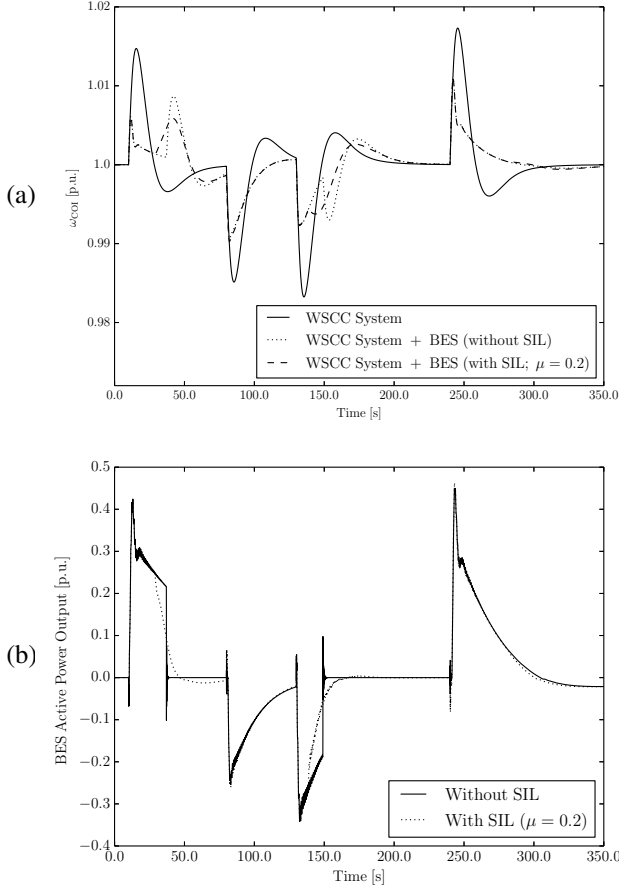 (a)
ωCOI [p.u.]
1.02
1.01
1.0
0.99
0.98
WSCC System
WSCC System + BES (without SIL)
WSCC System + BES (with SIL; μ = 0.2)
0.0 50.0 100.0 150.0 200.0 250.0 300.0 350.0
Time [s]
(b)
BES Active Power Output [p.u.]
0.5
0.4
0.3
0.2
0.1
0.0
−0.1
−0.2
−0.3
−0.4
Without SIL
With SIL (μ = 0.2)
0.0 50.0 100.0 150.0 200.0 250.0 300.0 350.0
Time [s]